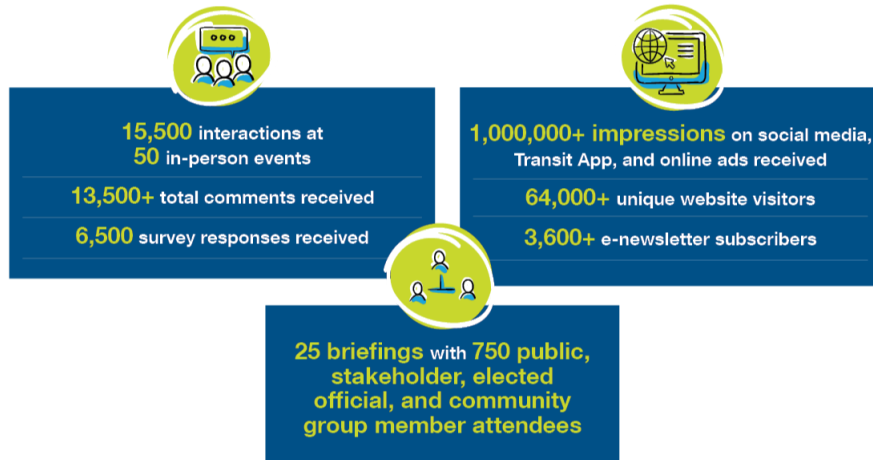 15,500 interactions at
50 in-person events
13,500+ total comments received
6,500 survey responses received
1,000,000+ impressions on social media,
Transit App, and online ads received
64,000+ unique website visitors
3,600+ e-newsletter subscribers
25 briefings with 750 public,
stakeholder, elected
official, and community
group member attendees